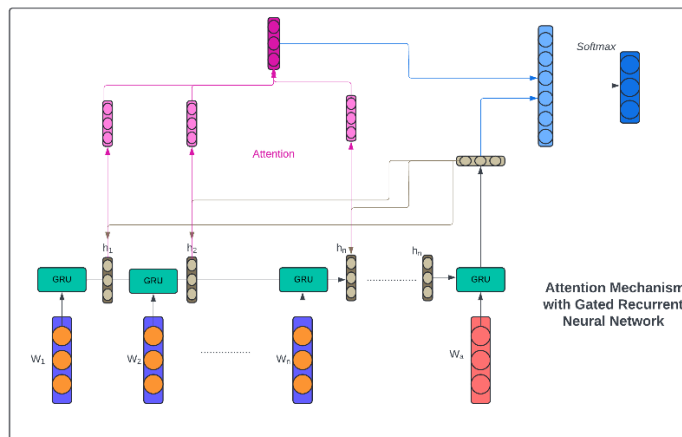 Softmax
Attention
h₁
h₂
hₙ
hₙ
GRU
GRU
GRU
GRU
Attention Mechanism
with Gated Recurrent
Neural Network
W₁
W₂
Wₙ
Wₐ